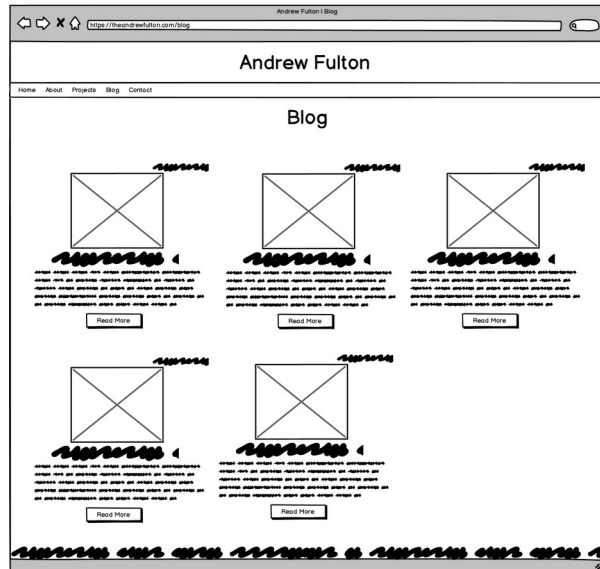 Andrew Fulton | Blog
https://theandrewfulton.com/blog
Andrew Fulton
Home About Projects Blog Contact
Blog
Read More Read More Read More
Read More Read More